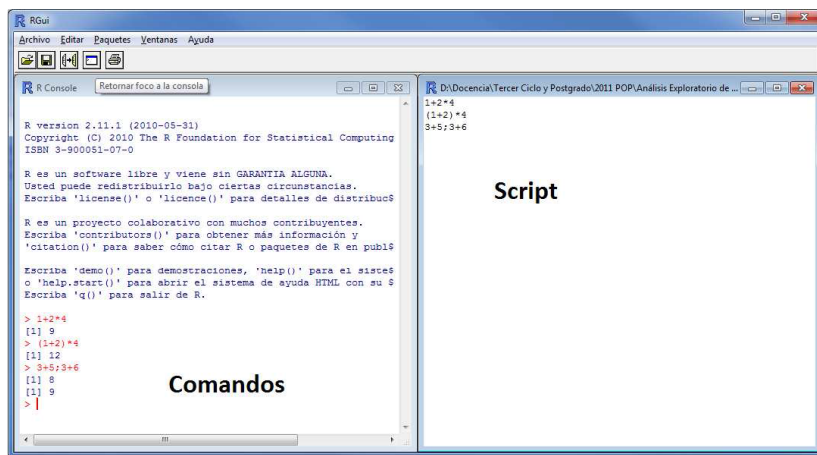 RGui
Archivo Editar Paquetes Ventanas Ayuda
R Console
Retornar foco a la consola
R version 2.11.1 (2010-05-31)
Copyright (C) 2010 The R Foundation for Statistical Computing
ISBN 3-900051-07-0
R es un software libre y viene sin GARANTIA ALGUNA.
Usted puede redistribuirlo bajo ciertas circunstancias.
Escriba 'license()' o 'licence()' para detalles de distribuc$
R es un proyecto colaborativo con muchos contribuyentes.
Escriba 'contributors()' para obtener más información y
'citation()' para saber cómo citar R o paquetes de R en publ$
Escriba 'demo()' para demostraciones, 'help()' para el siste$
o 'help.start()' para abrir el sistema de ayuda HTML con su $
Escriba 'q()' para salir de R.
> 1+2*4
[1] 9
> (1+2)*4
[1] 12
> 3+5;3+6
[1] 8
[1] 9
>
Comandos
D:\Docencia\Tercer Ciclo y Postgrado\2011 POP\Análisis Exploratorio de ...
1+2*4
(1+2)*4
3+5;3+6
Script